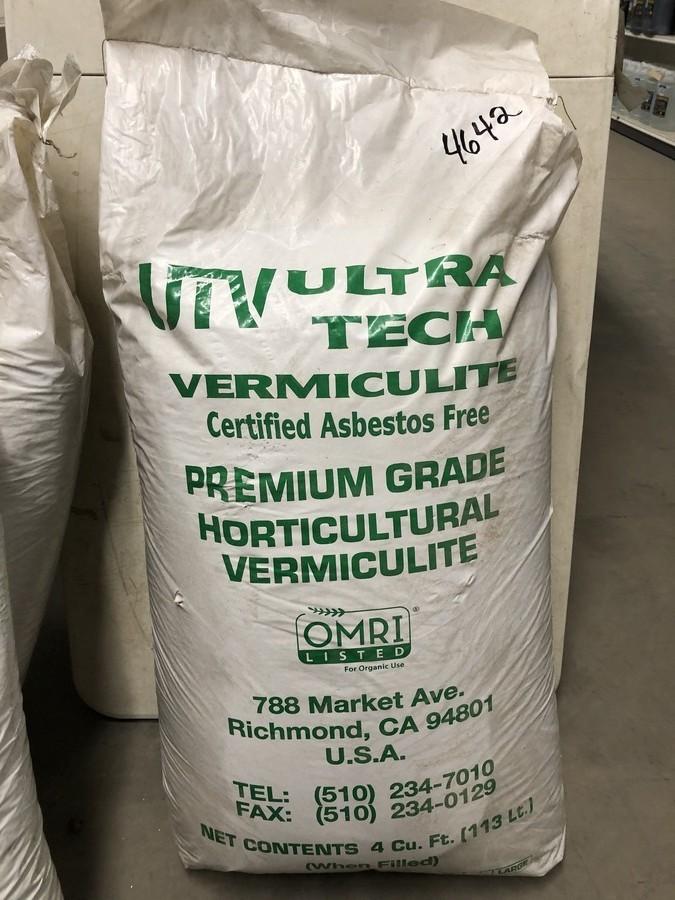 4642
UTV ULTRA
TECH
VERMICULITE
Certified Asbestos Free
PREMIUM GRADE
HORTICULTURAL
VERMICULITE
OMRI ®
LISTED
For Organic Use
788 Market Ave.
Richmond, CA 94801
U.S.A.
TEL: (510) 234-7010
FAX: (510) 234-0129
NET CONTENTS 4 Cu. Ft. (113 Lt.)
(When Filled)
LARGE